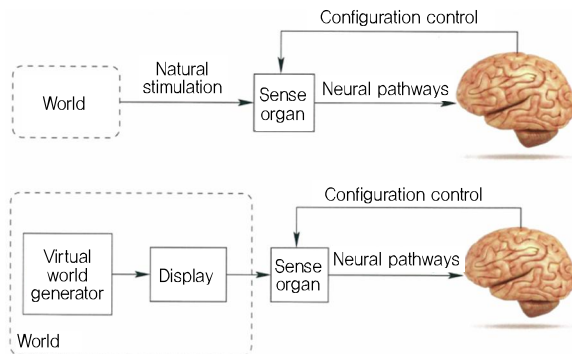 Configuration control
Natural
stimulation
World
Sense
organ
Neural pathways
Configuration control
Virtual
world
generator
Display
Sense
organ
Neural pathways
World